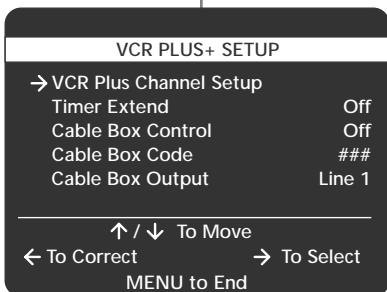 VCR PLUS+ SETUP
→ VCR Plus Channel Setup
Timer Extend Off
Cable Box Control Off
Cable Box Code ###
Cable Box Output Line 1
↑ / ↓ To Move
← To Correct → To Select
MENU to End